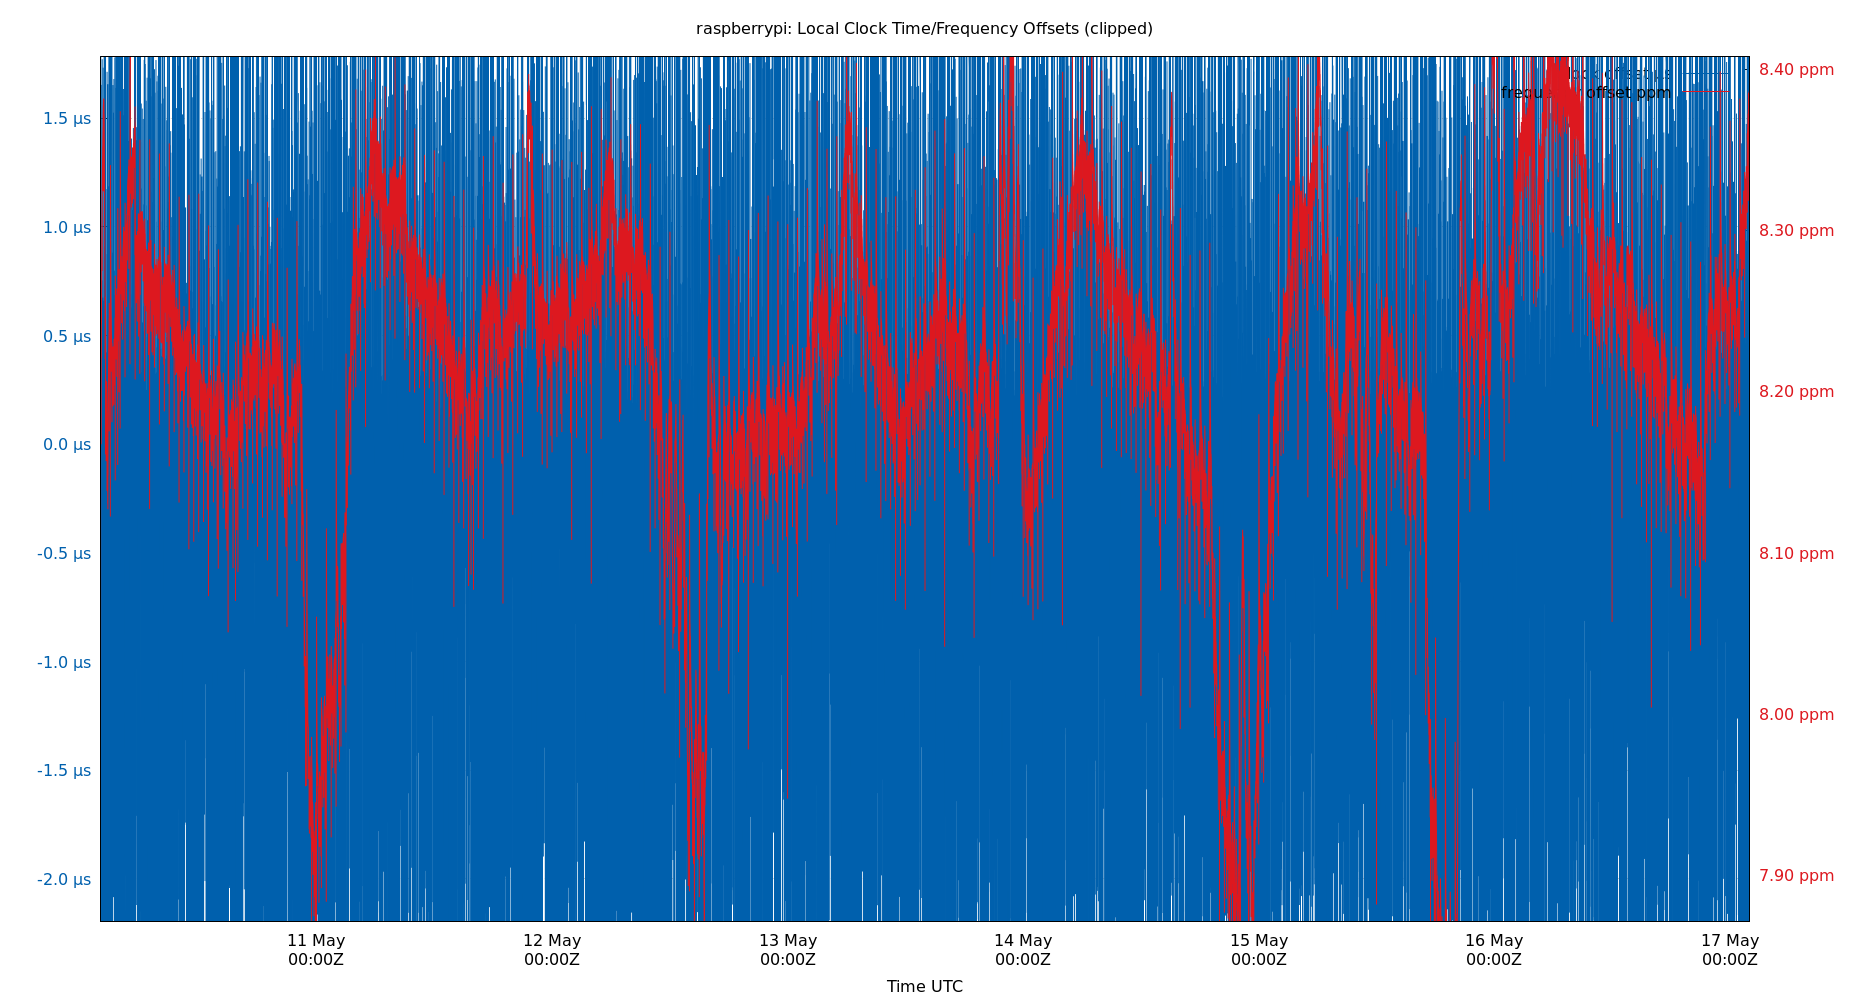 raspberrypi: Local Clock Time/Frequency Offsets (clipped)
8.40 ppm
offset
offset ppm
1.5 µs
1.0 µs
8.30 ppm
0.5 µs
8.20 ppm
0.0 µs
-0.5 µs
8.10 ppm
-1.0 µs
8.00 ppm
-1.5 µs
-2.0 µs
7.90 ppm
11 May 12 May 13 May 14 May 15 May 16 May 17 May
00:00Z 00:00Z 00:00Z 00:00Z 00:00Z 00:00Z 00:00Z
Time UTC